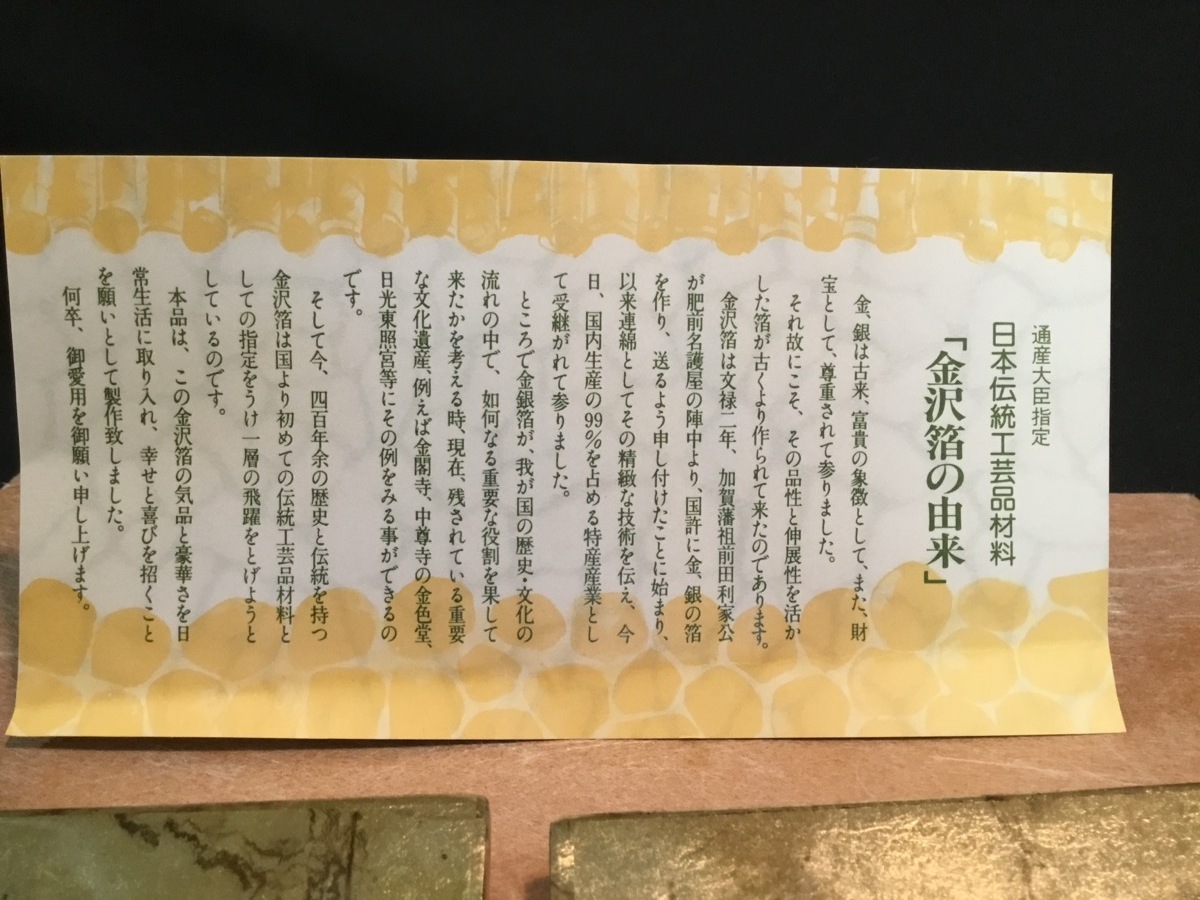 通産大臣指定
日本伝統工芸品材料
「金沢箔の由来」
金、銀は古来、富貴の象徴として、また、財
宝として、尊重されて参りました。
それ故にこそ、その品性と伸展性を活か
した箔が古くより作られて来たのであります。
金沢箔は文禄二年、加賀藩祖前田利家公
が肥前名護屋の陣中より、国許に金、銀の箔
を作り、送るよう申し付けたことに始まり、
以来連綿としてその精緻な技術を伝え、今
日、国内生産の99％を占める特産産業とし
て受継がれて参りました。
ところで金銀箔が、我が国の歴史・文化の
流れの中で、如何なる重要な役割を果して
来たかを考える時、現在、残されている重要
な文化遺産、例えば金閣寺、中尊寺の金色堂、
日光東照宮等にその例をみる事ができるの
です。
そして今、四百年余の歴史と伝統を持つ
金沢箔は国より初めての伝統工芸品材料と
しての指定をうけ一層の飛躍をとげようと
しているのです。
本品は、この金沢箔の気品と豪華さを日
常生活に取り入れ、幸せと喜びを招くこと
を願いとして製作致しました。
何卒、御愛用を御願い申し上げます。